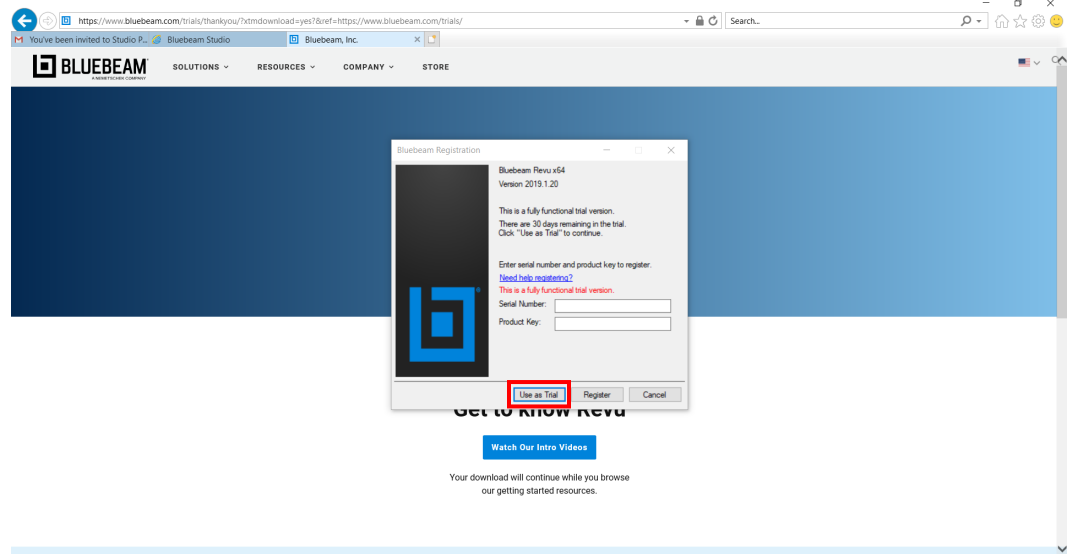 https://www.bluebeam.com/trials/thankyou/?xtmdownload=yes?&ref=https://www.bluebeam.com/trials/
Search...
You've been invited to Studio P...
Bluebeam Studio
Bluebeam, Inc.
BLUEBEAM
A NEMETSCHEK COMPANY
SOLUTIONS
RESOURCES
COMPANY
STORE
Bluebeam Registration
Bluebeam Revu x64
Version 2019.1.20
This is a fully functional trial version.
There are 30 days remaining in the trial.
Click "Use as Trial" to continue.
Enter serial number and product key to register.
Need help registering?
This is a fully functional trial version.
Serial Number:
Product Key:
Use as Trial
Register
Cancel
Get to know Revu
Watch Our Intro Videos
Your download will continue while you browse
our getting started resources.